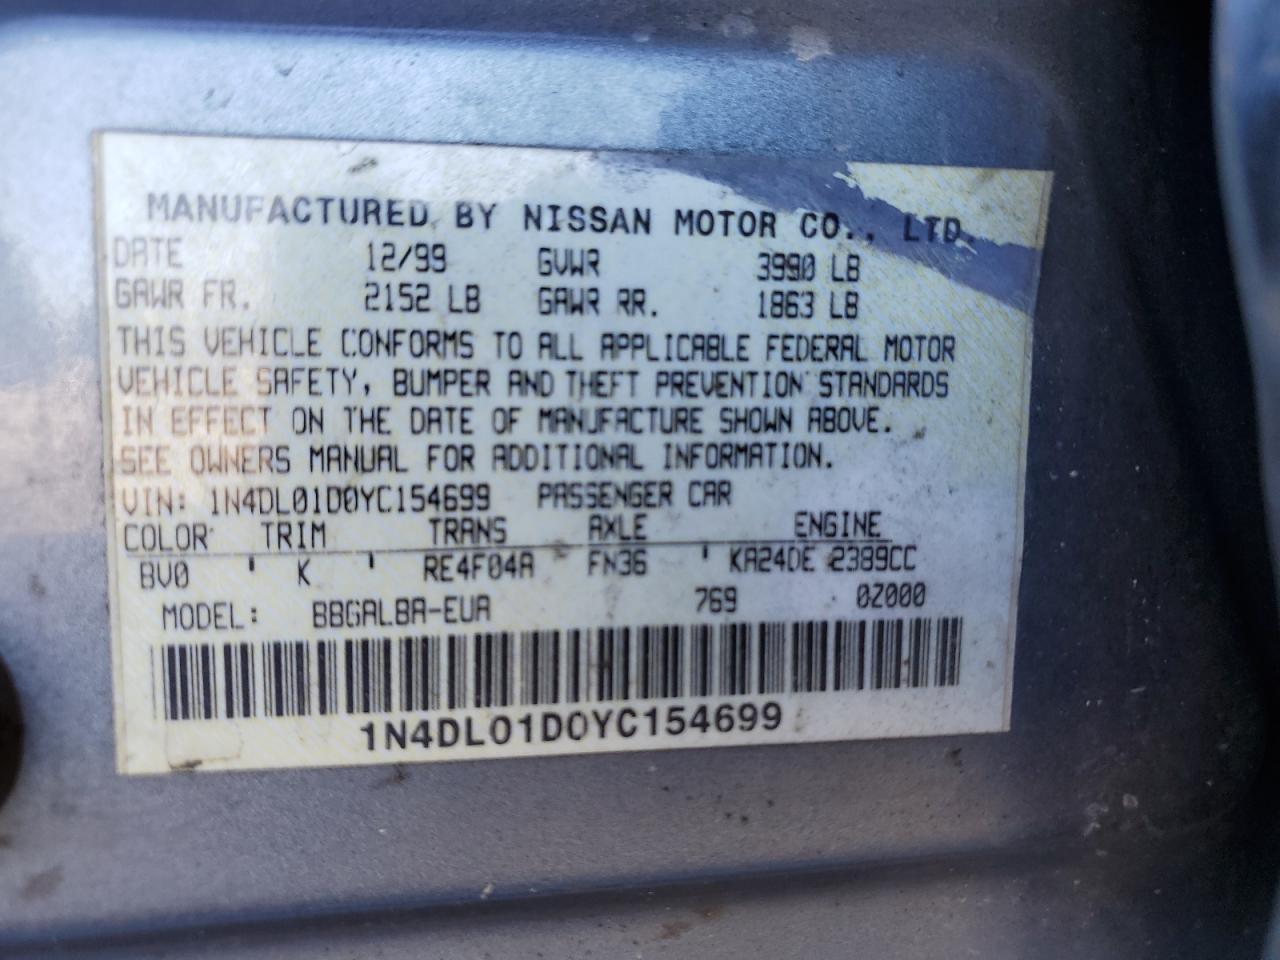 MANUFACTURED BY NISSAN MOTOR CO., LTD.
DATE 12/99 GVWR 3990 LB
GAWR FR. 2152 LB GAWR RR. 1863 LB
THIS VEHICLE CONFORMS TO ALL APPLICABLE FEDERAL MOTOR
VEHICLE SAFETY, BUMPER AND THEFT PREVENTION STANDARDS
IN EFFECT ON THE DATE OF MANUFACTURE SHOWN ABOVE.
SEE OWNERS MANUAL FOR ADDITIONAL INFORMATION.
VIN: 1N4DL01D0YC154699 PASSENGER CAR
COLOR TRIM TRANS AXLE ENGINE
BV0 ' K ' RE4F04A FN36 ' KA24DE 2389CC
MODEL: BBGALBA-EUA 769 0Z000
1N4DL01D0YC154699